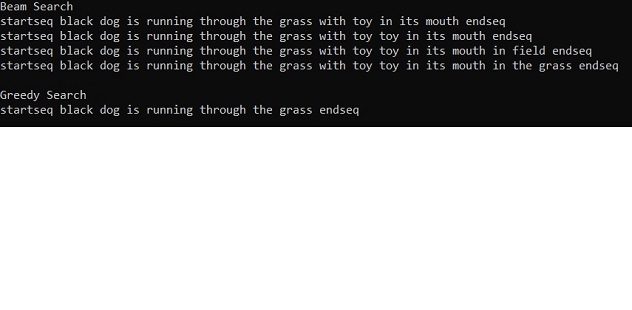 Beam Search
startseq black dog is running through the grass with toy in its mouth endseq
startseq black dog is running through the grass with toy toy in its mouth endseq
startseq black dog is running through the grass with toy toy in its mouth in field endseq
startseq black dog is running through the grass with toy toy in its mouth in the grass endseq
Greedy Search
startseq black dog is running through the grass endseq